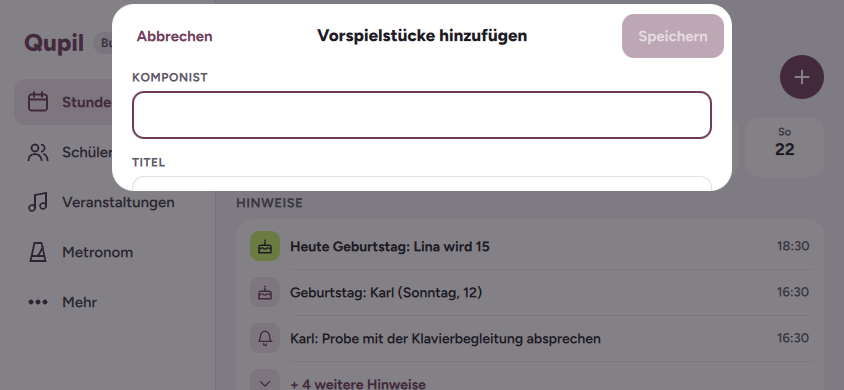 Qupil
Abbrechen
Vorspielstücke hinzufügen
Speichern
KOMPONIST
TITEL
Stunde
Schüler
Veranstaltungen
Metronom
Mehr
So
22
HINWEISE
Heute Geburtstag: Lina wird 15
18:30
Geburtstag: Karl (Sonntag, 12)
16:30
Karl: Probe mit der Klavierbegleitung absprechen
16:30
+ 4 weitere Hinweise